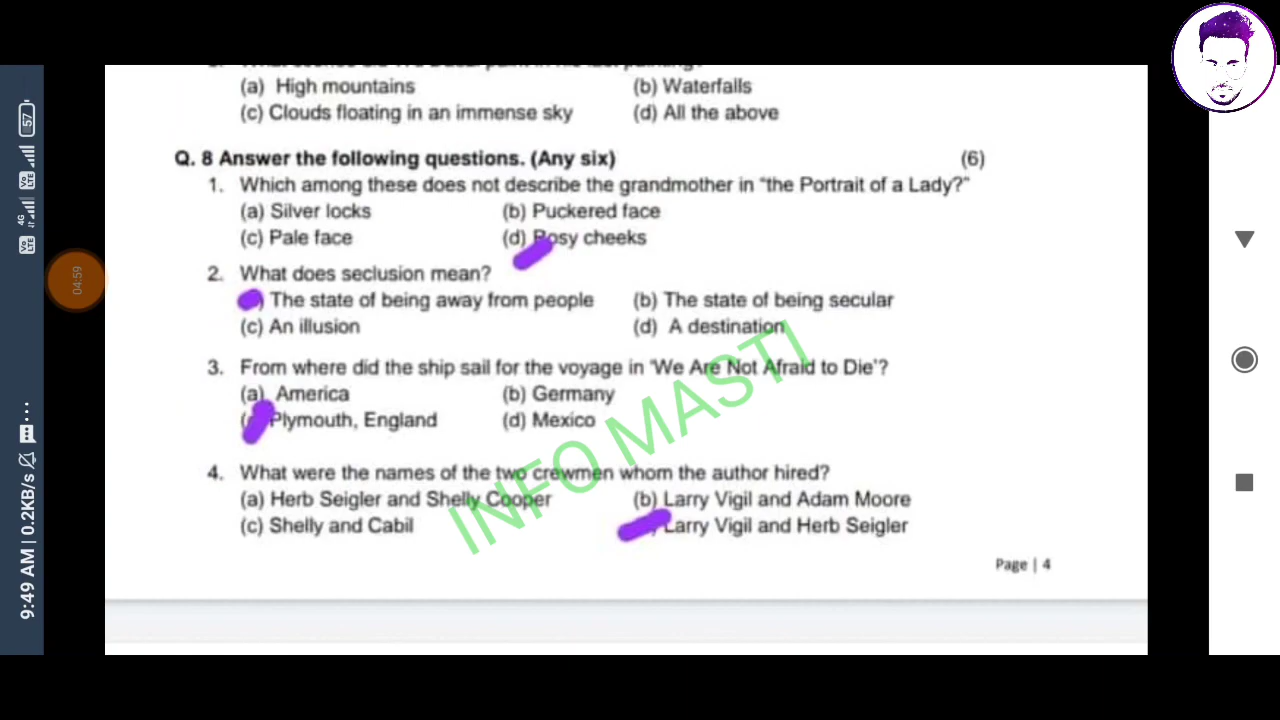 (a) High mountains (b) Waterfalls
(c) Clouds floating in an immense sky (d) All the above
Q. 8 Answer the following questions. (Any six) (6)
1. Which among these does not describe the grandmother in “the Portrait of a Lady?”
(a) Silver locks (b) Puckered face
(c) Pale face (d) Rosy cheeks
2. What does seclusion mean?
The state of being away from people (b) The state of being secular
(c) An illusion (d) A destination
3. From where did the ship sail for the voyage in ‘We Are Not Afraid to Die’?
(a) America (b) Germany
Plymouth, England (d) Mexico
4. What were the names of the two crewmen whom the author hired?
(a) Herb Seigler and Shelly Cooper (b) Larry Vigil and Adam Moore
(c) Shelly and Cabil Larry Vigil and Herb Seigler
Page | 4
INFO MASTI
04:59
9:49 AM | 0.2KB/s
4G
57